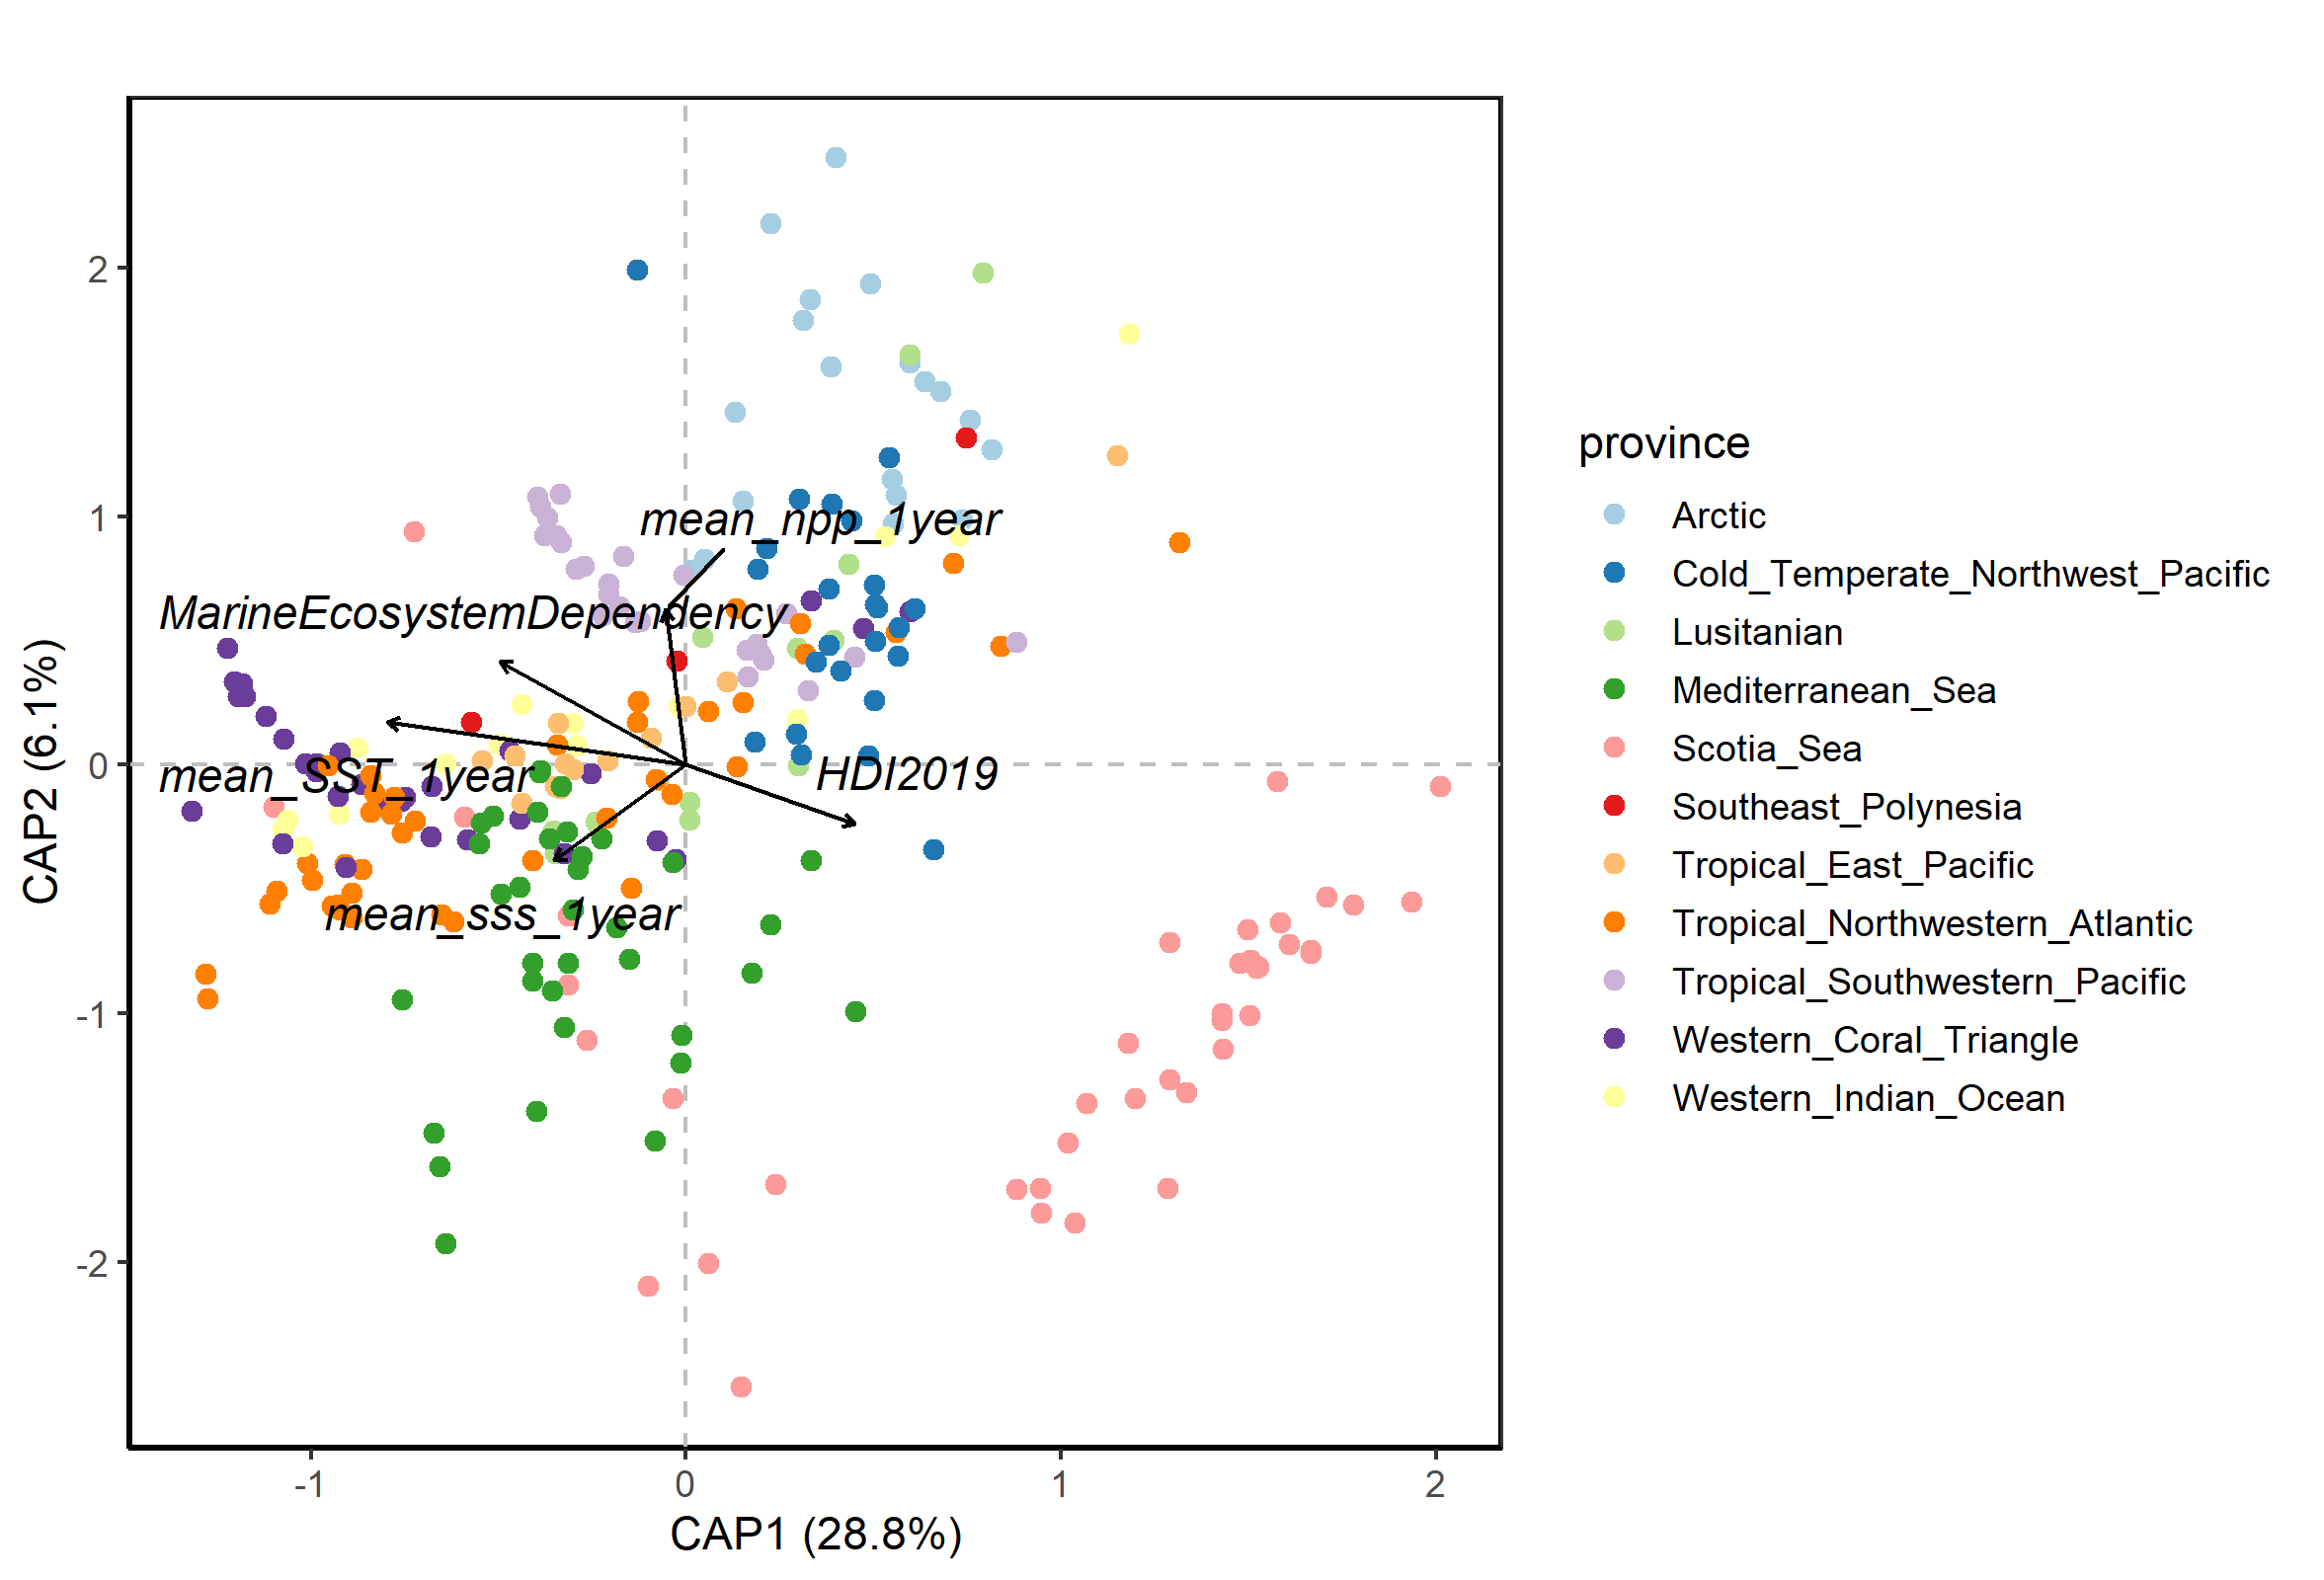 2
1
0
-1
-2
CAP2 (6.1%)
mean_npp_1year
MarineEcosystemDependency
mean_SST_1year
HDI2019
mean_sss_1year
-1
0
1
2
CAP1 (28.8%)
province
Arctic
Cold_Temperate_Northwest_Pacific
Lusitanian
Mediterranean_Sea
Scotia_Sea
Southeast_Polynesia
Tropical_East_Pacific
Tropical_Northwestern_Atlantic
Tropical_Southwestern_Pacific
Western_Coral_Triangle
Western_Indian_Ocean